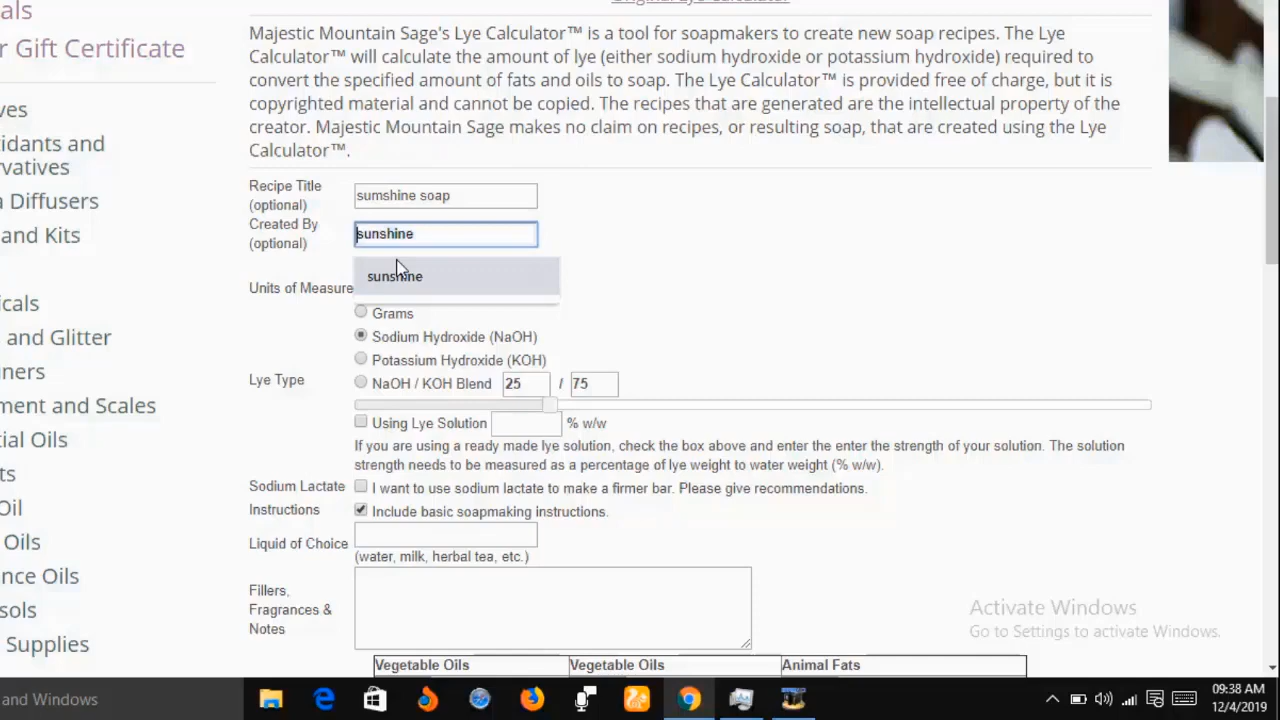 als
r Gift Certificate
ves
idants and
rvatives
a Diffusers
and Kits
icals
and Glitter
ners
ment and Scales
tial Oils
ts
Oil
Oils
nce Oils
sols
Supplies
Majestic Mountain Sage's Lye Calculator™ is a tool for soapmakers to create new soap recipes. The Lye
Calculator™ will calculate the amount of lye (either sodium hydroxide or potassium hydroxide) required to
convert the specified amount of fats and oils to soap. The Lye Calculator™ is provided free of charge, but it is
copyrighted material and cannot be copied. The recipes that are generated are the intellectual property of the
creator. Majestic Mountain Sage makes no claim on recipes, or resulting soap, that are created using the Lye
Calculator™.
Recipe Title
(optional)
sumshine soap
Created By
(optional)
sunshine
sunshine
Units of Measure
Grams
Lye Type
Sodium Hydroxide (NaOH)
Potassium Hydroxide (KOH)
NaOH / KOH Blend 25 / 75
Using Lye Solution % w/w
If you are using a ready made lye solution, check the box above and enter the enter the strength of your solution. The solution
strength needs to be measured as a percentage of lye weight to water weight (% w/w).
Sodium Lactate I want to use sodium lactate to make a firmer bar. Please give recommendations.
Instructions Include basic soapmaking instructions.
Liquid of Choice
(water, milk, herbal tea, etc.)
Fillers,
Fragrances &
Notes
Vegetable Oils Vegetable Oils Animal Fats
Activate Windows
Go to Settings to activate Windows.
and Windows
09:38 AM
12/4/2019